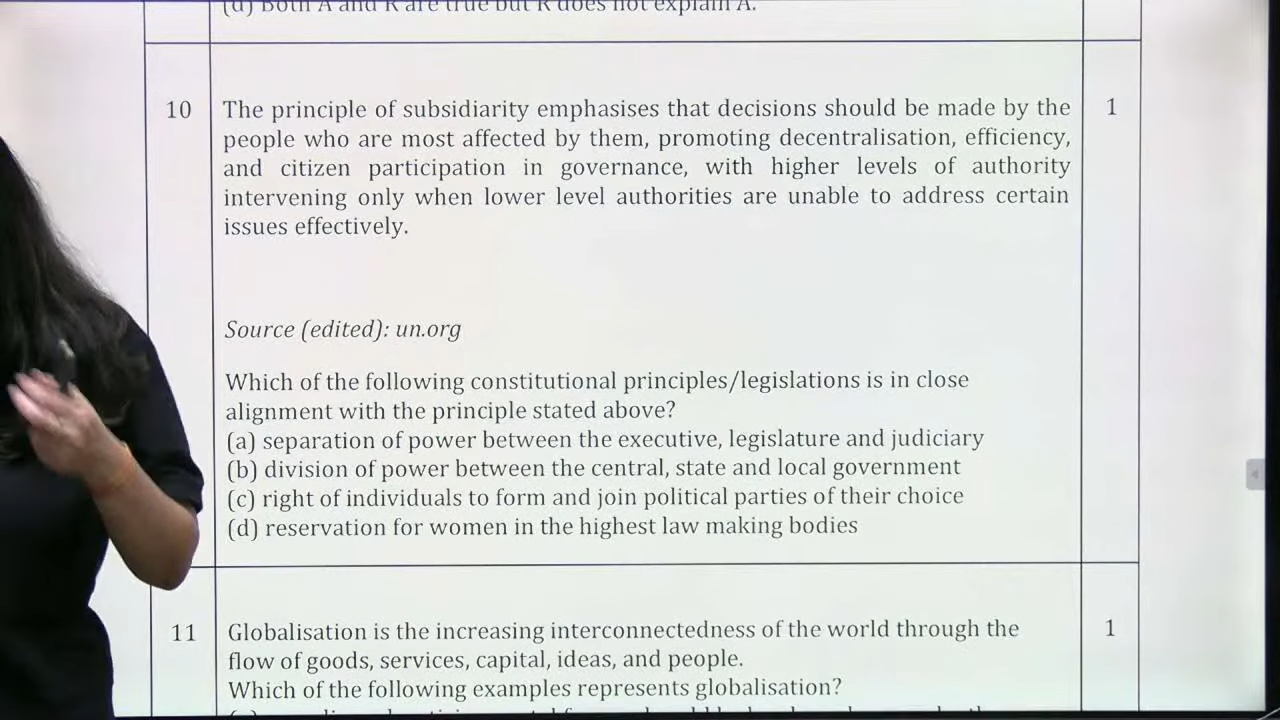 (d) Both A and R are true but R does not explain A.
10
1
The principle of subsidiarity emphasises that decisions should be made by the
people who are most affected by them, promoting decentralisation, efficiency,
and citizen participation in governance, with higher levels of authority
intervening only when lower level authorities are unable to address certain
issues effectively.
Source (edited): un.org
Which of the following constitutional principles/legislations is in close
alignment with the principle stated above?
(a) separation of power between the executive, legislature and judiciary
(b) division of power between the central, state and local government
(c) right of individuals to form and join political parties of their choice
(d) reservation for women in the highest law making bodies
11
1
Globalisation is the increasing interconnectedness of the world through the
flow of goods, services, capital, ideas, and people.
Which of the following examples represents globalisation?